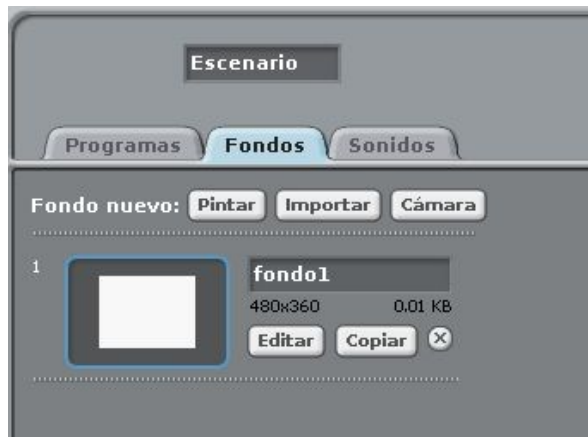 Escenario
Programas Fondos Sonidos
Fondo nuevo: Pintar Importar Cámara
1
fondo1
480x360 0.01 KB
Editar Copiar